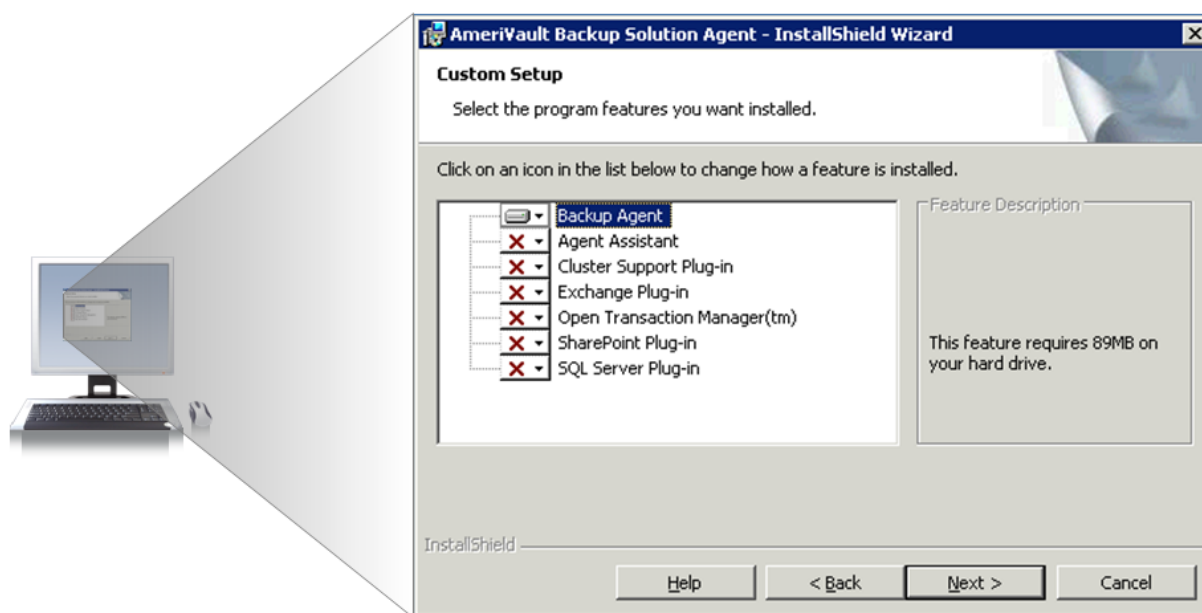 AmeriVault Backup Solution Agent - InstallShield Wizard
Custom Setup
Select the program features you want installed.
Click on an icon in the list below to change how a feature is installed.
Backup Agent
Agent Assistant
Cluster Support Plug-in
Exchange Plug-in
Open Transaction Manager(tm)
SharePoint Plug-in
SQL Server Plug-in
Feature Description
This feature requires 89MB on
your hard drive.
InstallShield
Help
< Back
Next >
Cancel